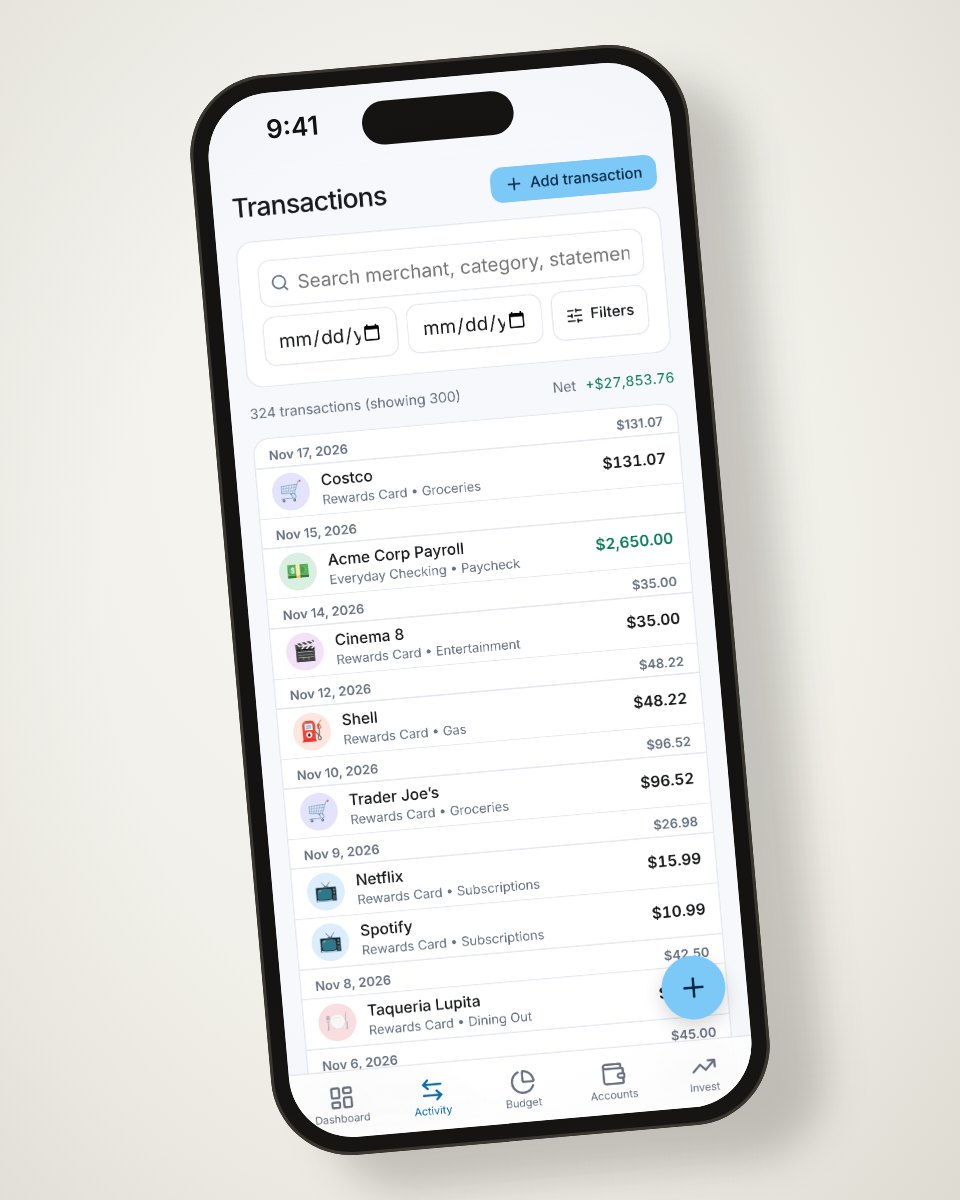 9:41
Transactions
+ Add transaction
Search merchant, category, statemen
mm/dd/y
mm/dd/y
Filters
324 transactions (showing 300)
Net +$27,853.76
Nov 17, 2026 $131.07
Costco $131.07
Rewards Card • Groceries
Nov 15, 2026
Acme Corp Payroll $2,650.00
Everyday Checking • Paycheck
Nov 14, 2026 $35.00
Cinema 8 $35.00
Rewards Card • Entertainment
Nov 12, 2026 $48.22
Shell $48.22
Rewards Card • Gas
Nov 10, 2026 $96.52
Trader Joe's $96.52
Rewards Card • Groceries
Nov 9, 2026 $26.98
Netflix $15.99
Rewards Card • Subscriptions
Spotify $10.99
Rewards Card • Subscriptions
Nov 8, 2026 $42.50
Taqueria Lupita
Rewards Card • Dining Out
Nov 6, 2026 $45.00
Dashboard
Activity
Budget
Accounts
Invest